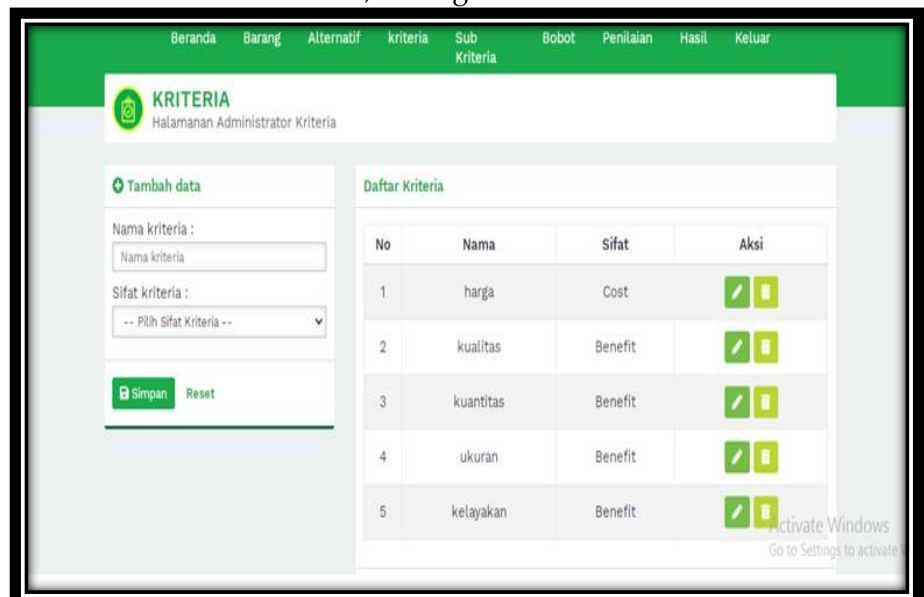 Beranda Barang Alternatif kriteria Sub Kriteria Bobot Penilaian Hasil Keluar
KRITERIA
Halamanan Administrator Kriteria
Tambah data
Nama kriteria :
Nama kriteria
Sifat kriteria :
-- Pilih Sifat Kriteria --
Simpan Reset
Daftar Kriteria
No Nama Sifat Aksi
1 harga Cost
2 kualitas Benefit
3 kuantitas Benefit
4 ukuran Benefit
5 kelayakan Benefit
Activate Windows
Go to Settings to activate